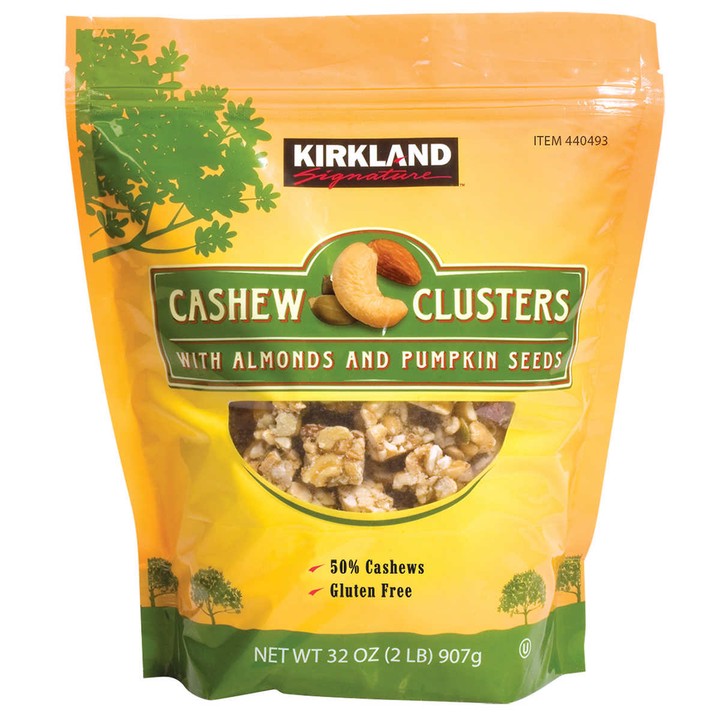 ITEM 440493
KIRKLAND
Signature™
CASHEW CLUSTERS
WITH ALMONDS AND PUMPKIN SEEDS
50% Cashews
Gluten Free
NET WT 32 OZ (2 LB) 907g
U